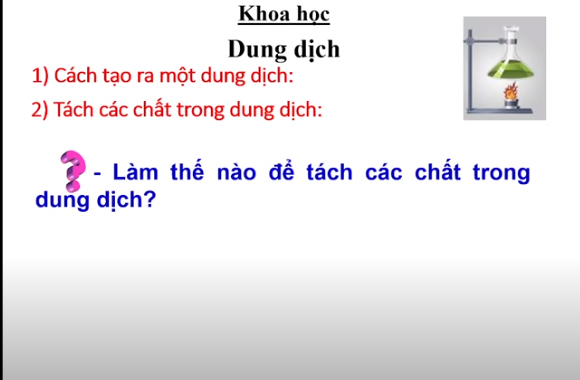 Khoa học
Dung dịch
1) Cách tạo ra một dung dịch:
2) Tách các chất trong dung dịch:
- Làm thế nào để tách các chất trong
dung dịch?